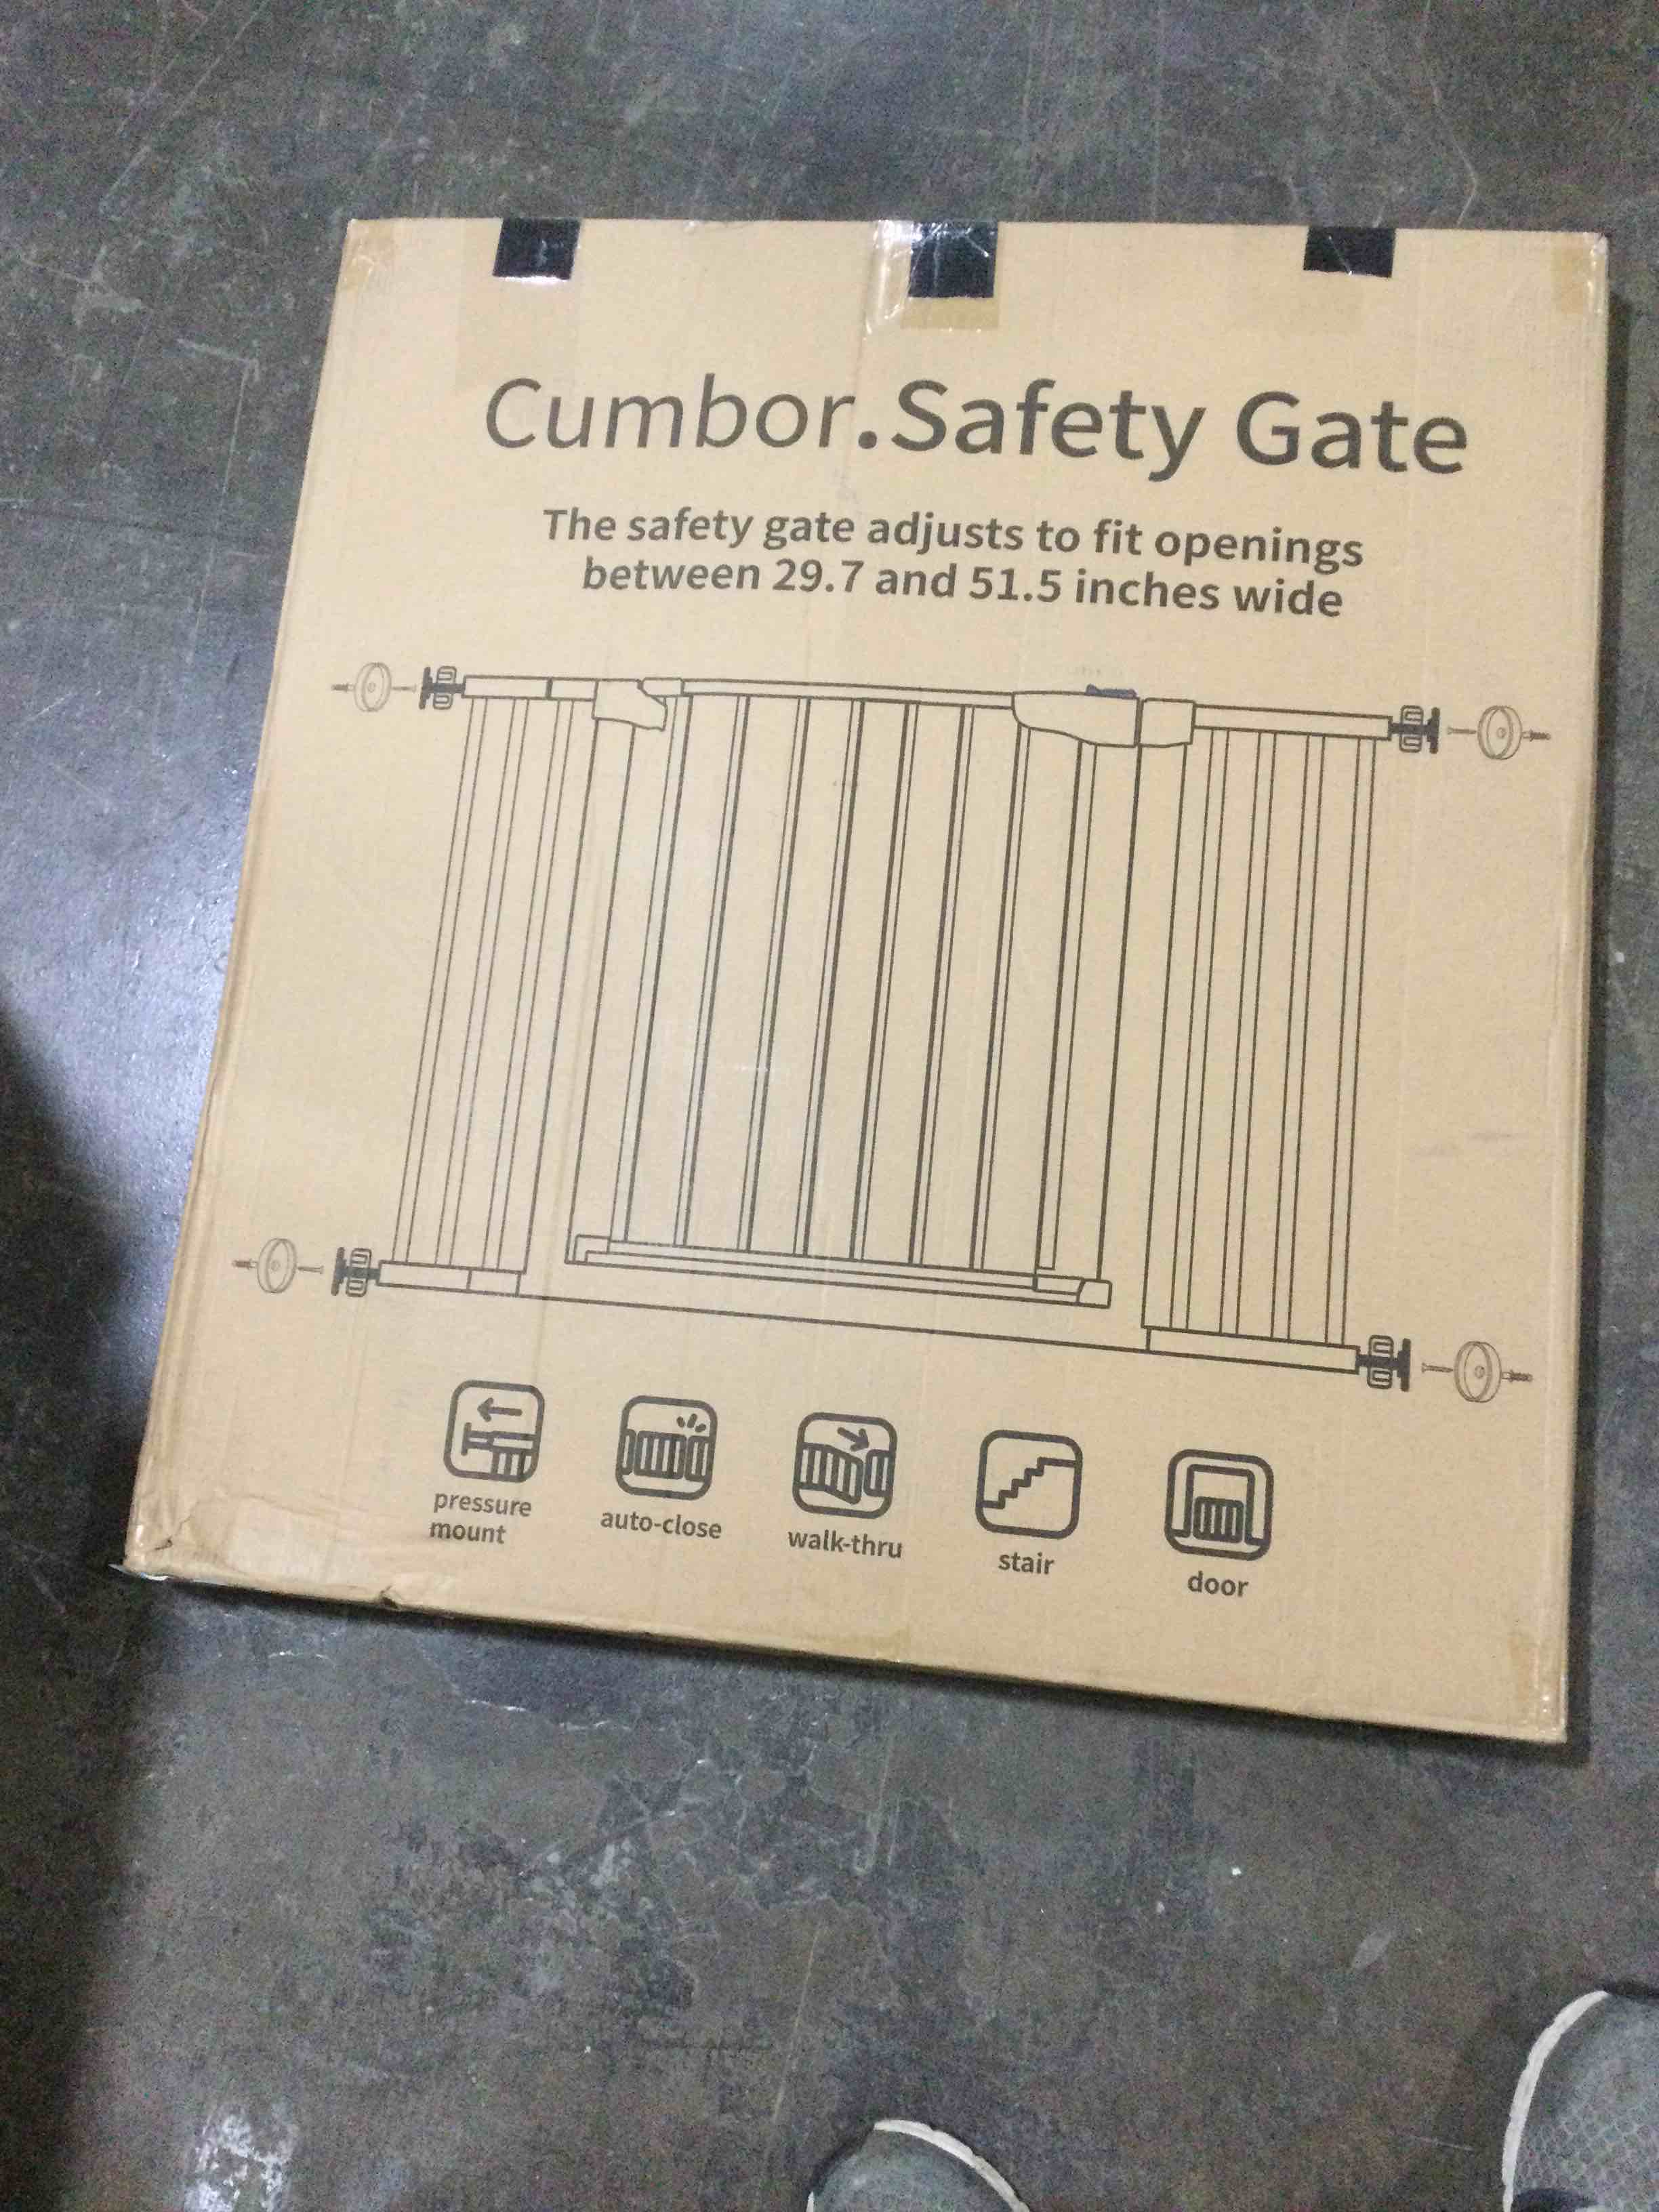 Cumbor.Safety Gate
The safety gate adjusts to fit openings
between 29.7 and 51.5 inches wide
pressure
mount
auto-close
walk-thru
stair
door